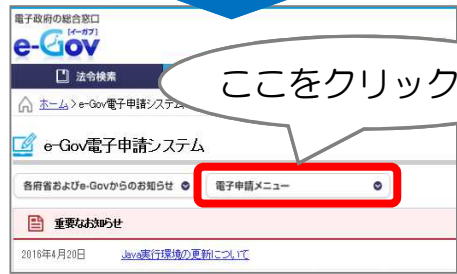 電子政府の総合窓口
[イーガブ]
e-Gov
法令検索
ここをクリック
ホーム > e-Gov電子申請システム
e-Gov電子申請システム
各府省およびe-Govからのお知らせ
電子申請メニュー
重要なお知らせ
2016年4月20日 Java実行環境の更新について